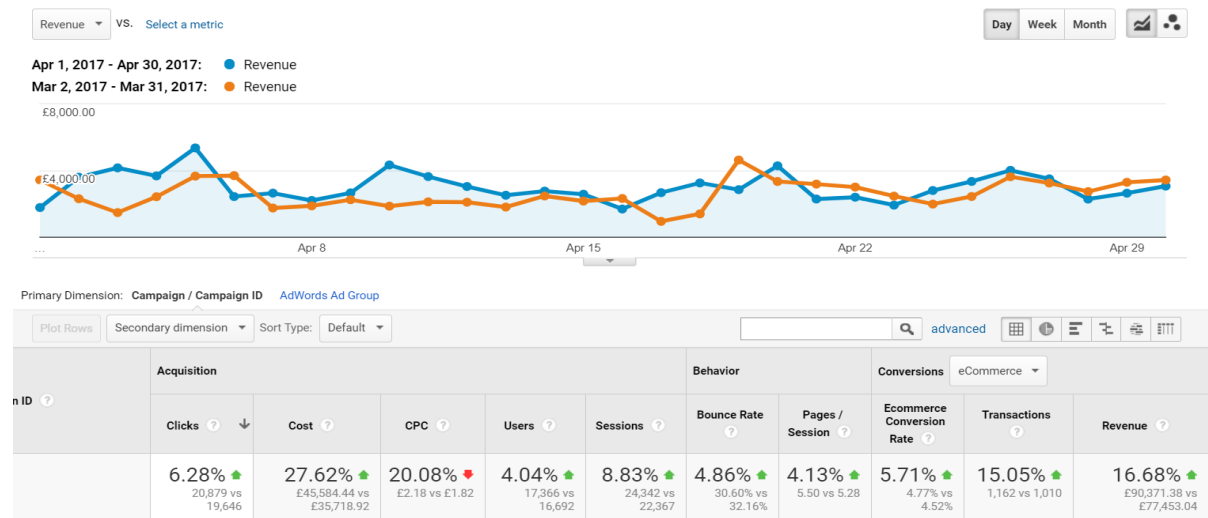 Revenue VS. Select a metric Day Week Month
Apr 1, 2017 - Apr 30, 2017: Revenue
Mar 2, 2017 - Mar 31, 2017: Revenue
£8,000.00
£4,000.00
... Apr 8 Apr 15 Apr 22 Apr 29
Primary Dimension: Campaign / Campaign ID AdWords Ad Group
Plot Rows Secondary dimension Sort Type: Default advanced
Acquisition Behavior Conversions eCommerce
n ID ?
Clicks ? Cost ? CPC ? Users ? Sessions ? Bounce Rate ? Pages / Session ? Ecommerce Conversion Rate ? Transactions ? Revenue ?
6.28% 27.62% 20.08% 4.04% 8.83% 4.86% 4.13% 5.71% 15.05% 16.68%
20,879 vs £45,584.44 vs £2.18 vs £1.82 17,366 vs 24,342 vs 30.60% vs 5.50 vs 5.28 4.77% vs 1,162 vs 1,010 £90,371.38 vs
19,646 £35,718.92 16,692 22,367 32.16% 4.52% £77,453.04